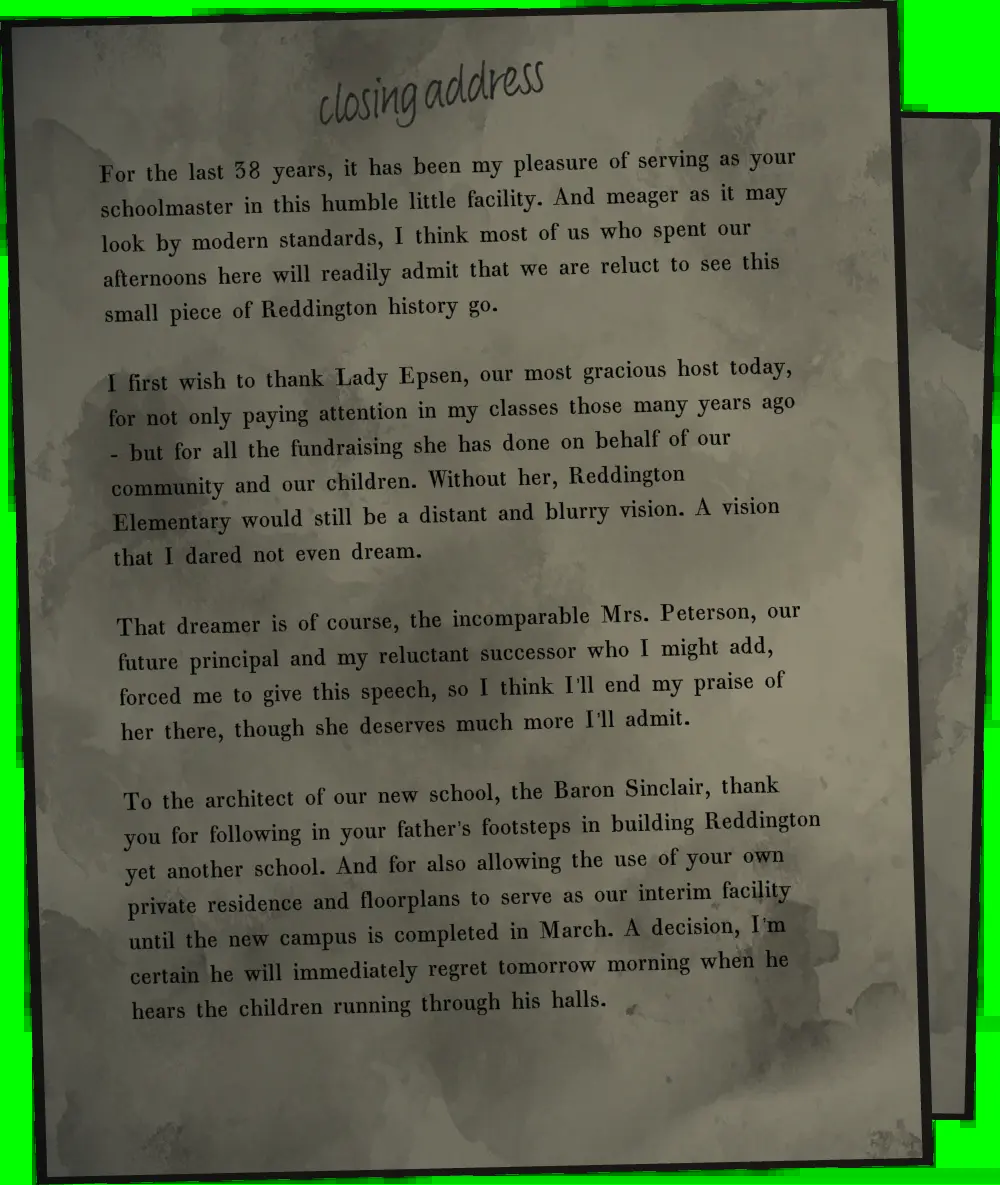 closing address
For the last 38 years, it has been my pleasure of serving as your
schoolmaster in this humble little facility. And meager as it may
look by modern standards, I think most of us who spent our
afternoons here will readily admit that we are reluct to see this
small piece of Reddington history go.
I first wish to thank Lady Epsen, our most gracious host today,
for not only paying attention in my classes those many years ago
- but for all the fundraising she has done on behalf of our
community and our children. Without her, Reddington
Elementary would still be a distant and blurry vision. A vision
that I dared not even dream.
That dreamer is of course, the incomparable Mrs. Peterson, our
future principal and my reluctant successor who I might add,
forced me to give this speech, so I think I'll end my praise of
her there, though she deserves much more I'll admit.
To the architect of our new school, the Baron Sinclair, thank
you for following in your father's footsteps in building Reddington
yet another school. And for also allowing the use of your own
private residence and floorplans to serve as our interim facility
until the new campus is completed in March. A decision, I'm
certain he will immediately regret tomorrow morning when he
hears the children running through his halls.